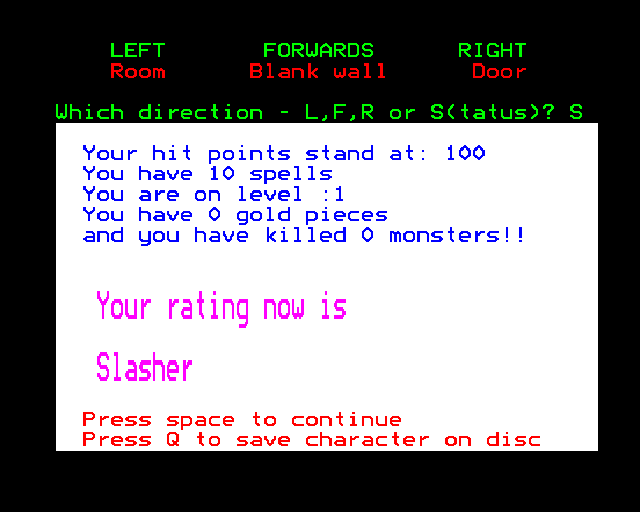 LEFT FORWARDS RIGHT
Room Blank wall Door
Which direction - L,F,R or S(tatus)? S
Your hit points stand at: 100
You have 10 spells
You are on level :1
You have 0 gold pieces
and you have killed 0 monsters!!
Your rating now is
Slasher
Press space to continue
Press Q to save character on disc